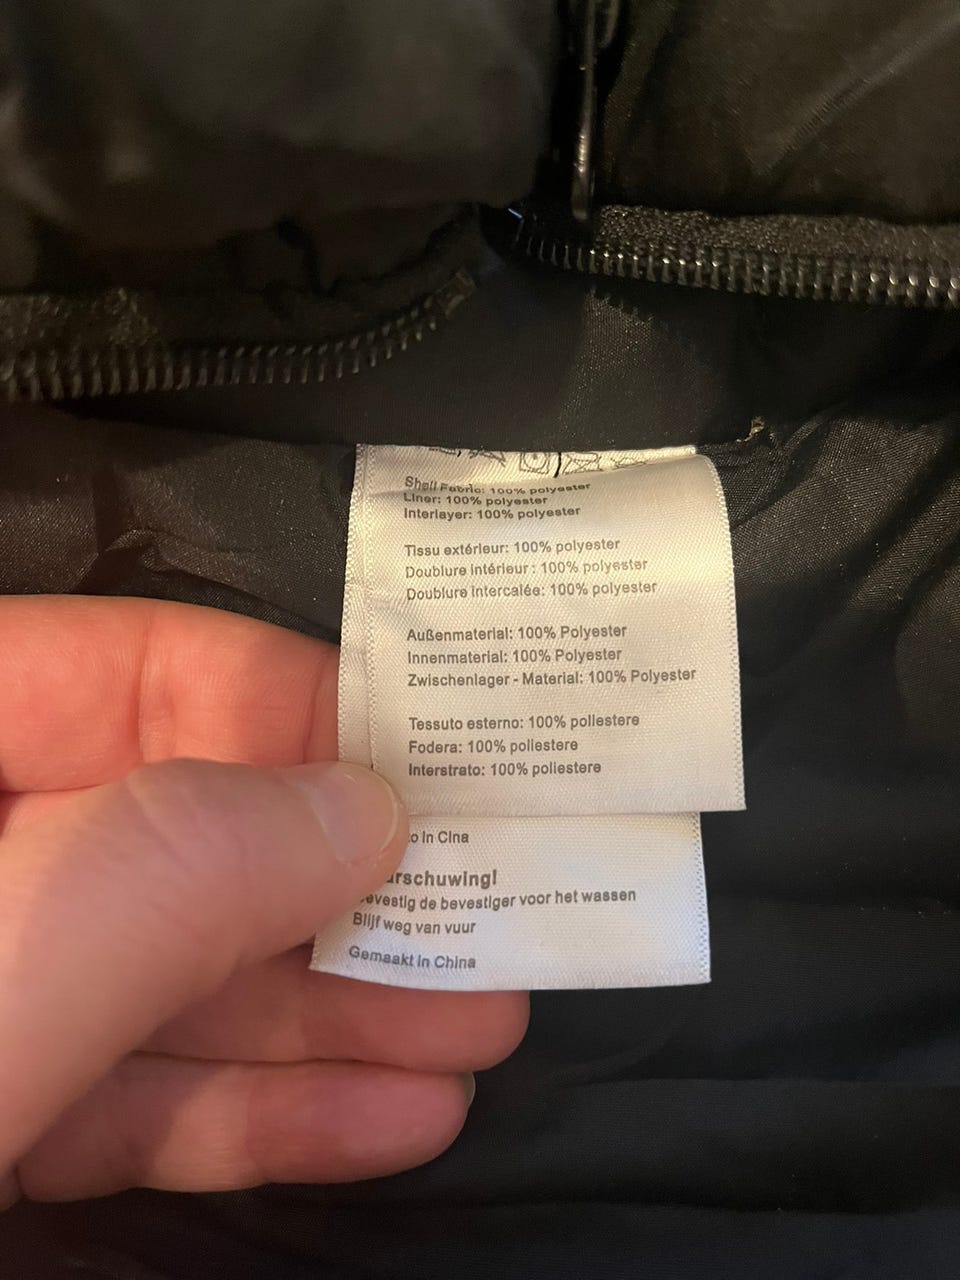 Shell Fabric: 100% polyester
Liner: 100% polyester
Interlayer: 100% polyester
Tissu extérieur: 100% polyester
Doublure intérieur : 100% polyester
Doublure intercalée: 100% polyester
Außenmaterial: 100% Polyester
Innenmaterial: 100% Polyester
Zwischenlager - Material: 100% Polyester
Tessuto esterno: 100% poliestere
Fodera: 100% poliestere
Interstrato: 100% poliestere
in Cina
de bevestiger voor het wassen
Blijf weg van vuur
Gemaakt in China